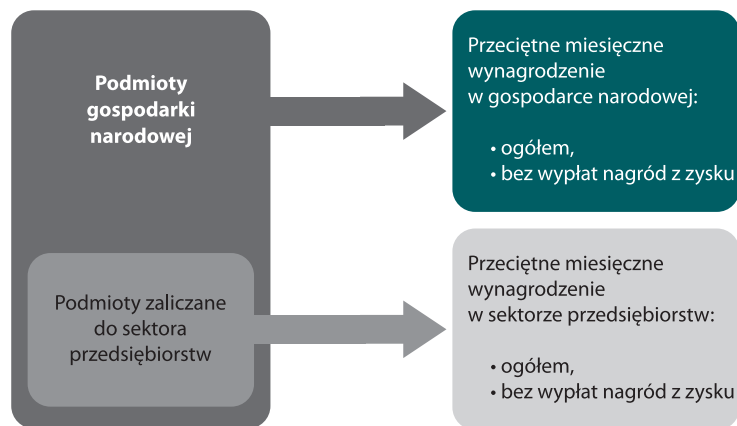 Podmioty
gospodarki
narodowej
Podmioty zaliczane
do sektora
przedsiębiorstw
Przeciętne miesięczne
wynagrodzenie
w gospodarce narodowej:
• ogółem,
• bez wypłat nagród z zysku
Przeciętne miesięczne
wynagrodzenie
w sektorze przedsiębiorstw:
• ogółem,
• bez wypłat nagród z zysku